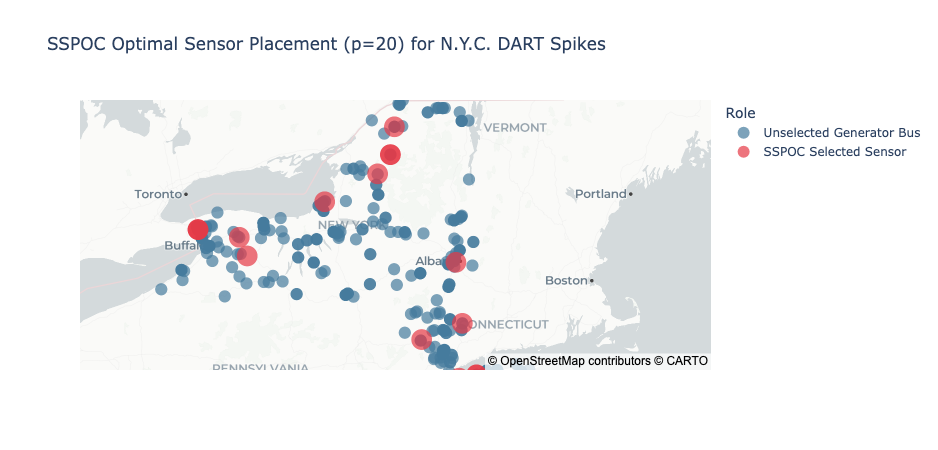 SSPOC Optimal Sensor Placement (p=20) for N.Y.C. DART Spikes
Role
Unselected Generator Bus
SSPOC Selected Sensor
VERMONT
Toronto
Portland
NEW YORK
Buffal
Alba
Boston
ONNECTICUT
PENNSYLVANIA
© OpenStreetMap contributors © CARTO